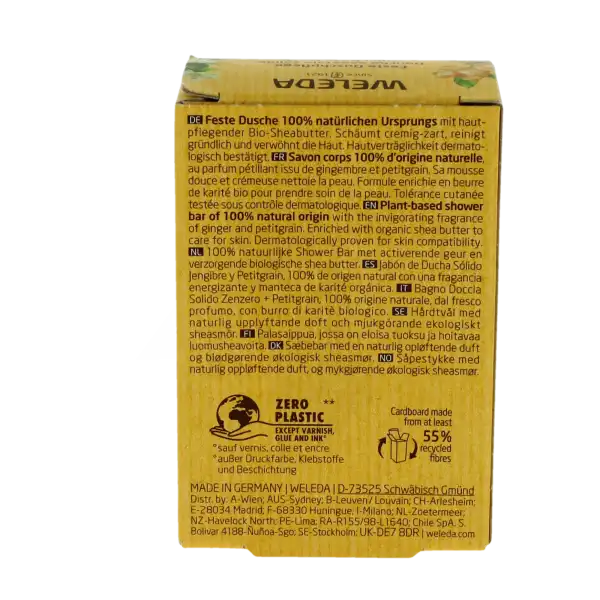 WELEDA
since 1921
DE Feste Dusche 100% natürlichen Ursprungs mit haut-
pflegender Bio-Sheabutter. Schäumt cremig-zart, reinigt
gründlich und verwöhnt die Haut. Hautverträglichkeit dermato-
logisch bestätigt. FR Savon corps 100% d'origine naturelle,
au parfum pétillant issu de gingembre et petitgrain. Sa mousse
douce et crémeuse nettoie la peau. Formule enrichie en beurre
de karité bio pour prendre soin de la peau. Tolérance cutanée
testée sous contrôle dermatologique. EN Plant-based shower
bar of 100% natural origin with the invigorating fragrance
of ginger and petitgrain. Enriched with organic shea butter to
care for skin. Dermatologically proven for skin compatibility.
NL 100% natuurlijke Shower Bar met activerende geur en
verzorgende biologische shea butter. ES Jabón de Ducha Sólido
Jengibre y Petitgrain, 100% de origen natural con una fragancia
energizante y manteca de karité orgánica. IT Bagno Doccia
Solido Zenzero + Petitgrain, 100% origine naturale, dal fresco
profumo, con burro di karité biologico. SE Hårdtvål med
naturlig upplyftande doft och mjukgörande ekologiskt
sheasmör. FI Palasaippua, jossa on eloisa tuoksu ja hoitavaa
luomusheavoita. DK Sæbebar med en naturlig opløftende duft
og blødgørende økologisk sheasmør. NO Såpestykke med
naturlig oppløftende duft, og mykgjørende økologisk sheasmør.
ZERO **
PLASTIC
EXCEPT VARNISH,
GLUE AND INK*
*sauf vernis, colle et encre
*außer Druckfarbe, Klebstoffe
und Beschichtung
Cardboard made
from at least
55%
recycled
fibres
MADE IN GERMANY | WELEDA | D-73525 Schwäbisch Gmünd
Distr. by: A-Wien; AUS-Sydney; B-Leuven/ Louvain; CH-Arlesheim;
E-28034 Madrid; F-68330 Huningue, I-Milano; NL-Zoetermeer;
NZ-Havelock North; PE-Lima; RA-R155/98-L1640; Chile SpA, S.
Bolívar 4188-Ñuñoa-Sgo; SE-Stockholm; UK-DE7 8DR | weleda.com